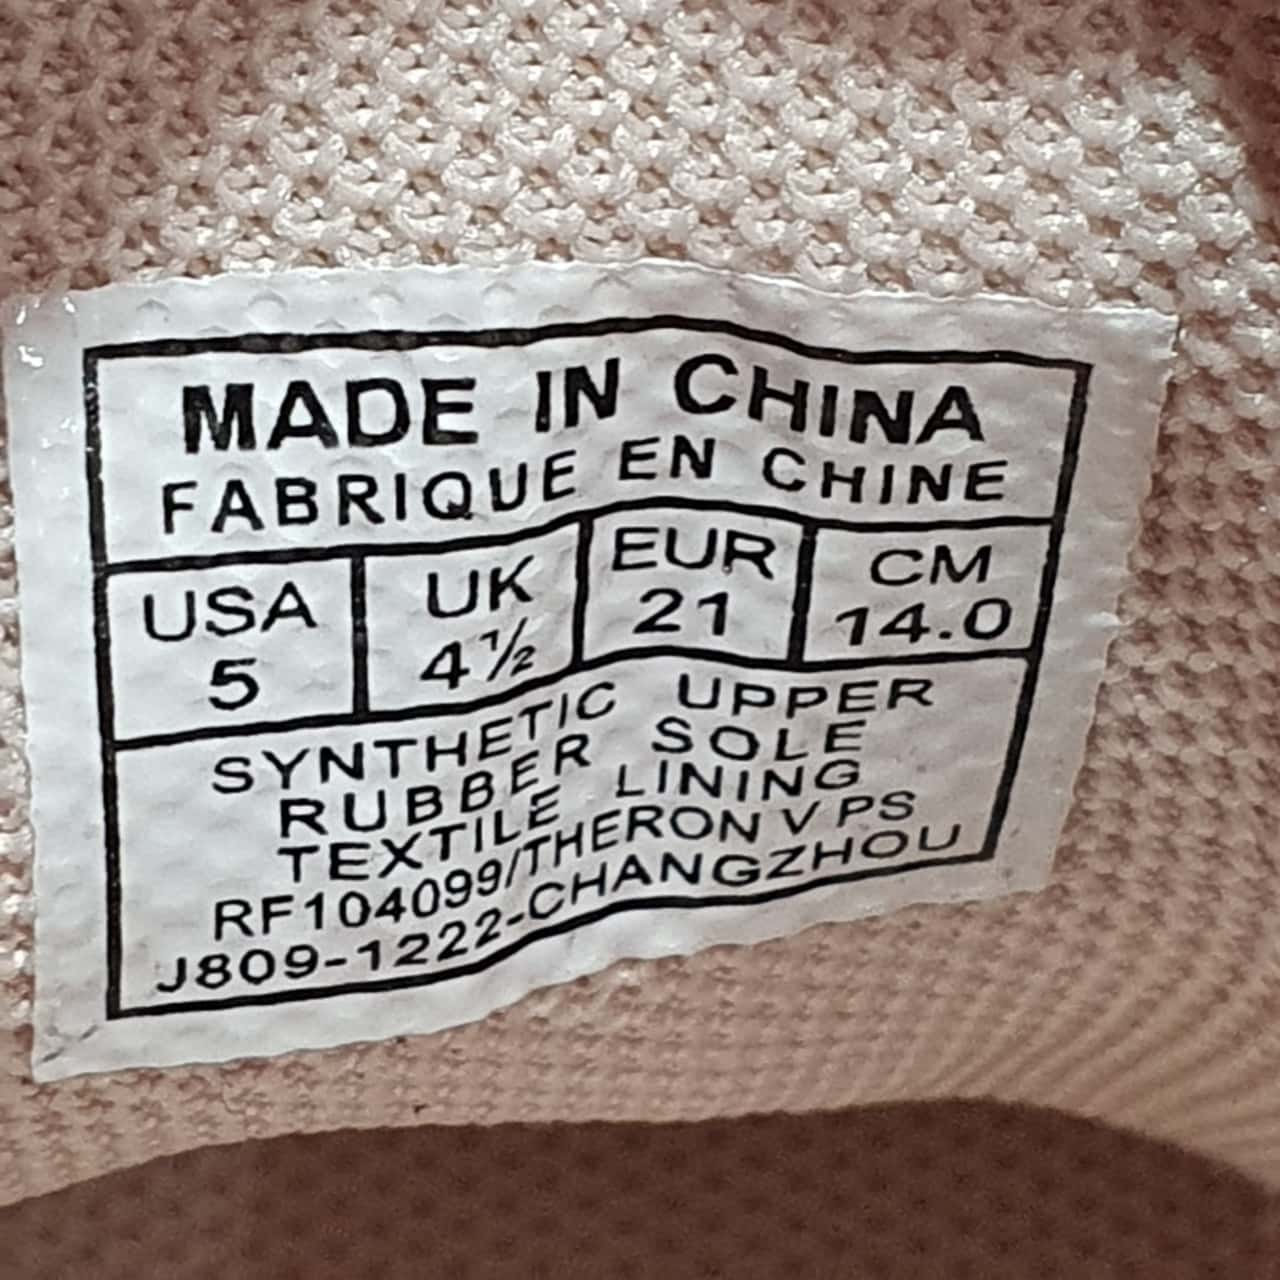 MADE IN CHINA
FABRIQUE EN CHINE
USA UK EUR CM
5 4½ 21 14.0
SYNTHETIC UPPER
RUBBER SOLE
TEXTILE LINING
RF104099/THERON V PS
J809-1222-CHANGZHOU